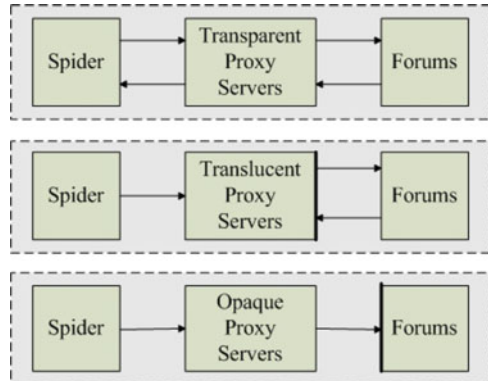 Spider
Transparent
Proxy
Servers
Forums
Spider
Translucent
Proxy
Servers
Forums
Spider
Opaque
Proxy
Servers
Forums